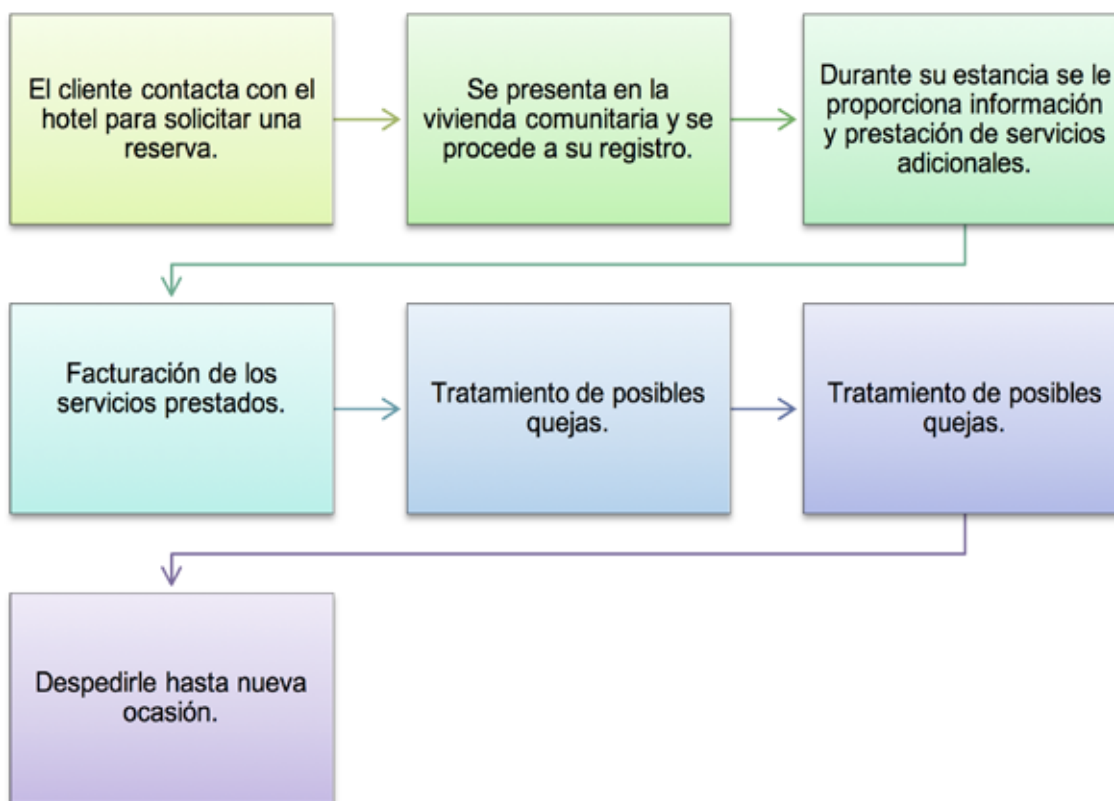 El cliente contacta con el
hotel para solicitar una
reserva.
Se presenta en la
vivienda comunitaria y se
procede a su registro.
Durante su estancia se le
proporciona información
y prestación de servicios
adicionales.
Facturación de los
servicios prestados.
Tratamiento de posibles
quejas.
Tratamiento de posibles
quejas.
Despedirle hasta nueva
ocasión.